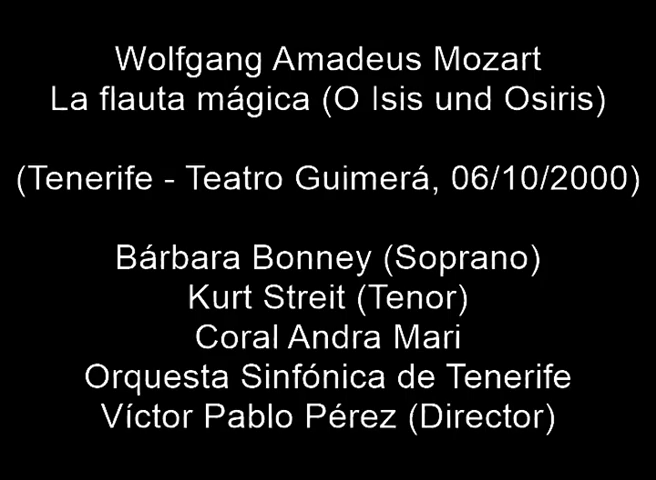 Wolfgang Amadeus Mozart
La flauta mágica (O Isis und Osiris)
(Tenerife - Teatro Guimerá, 06/10/2000)
Bárbara Bonney (Soprano)
Kurt Streit (Tenor)
Coral Andra Mari
Orquesta Sinfónica de Tenerife
Víctor Pablo Pérez (Director)